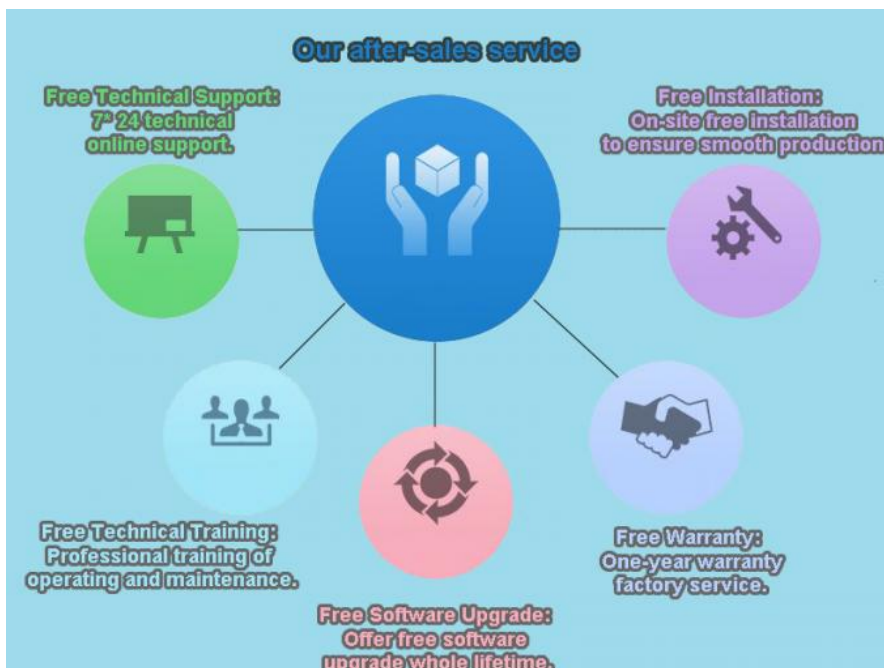 Our after-sales service
Free Technical Support:
7* 24 technical
online support.
Free Installation:
On-site free installation
to ensure smooth production
Free Technical Training:
Professional training of
operating and maintenance.
Free Warranty:
One-year warranty
factory service.
Free Software Upgrade:
Offer free software
upgrade whole lifetime.